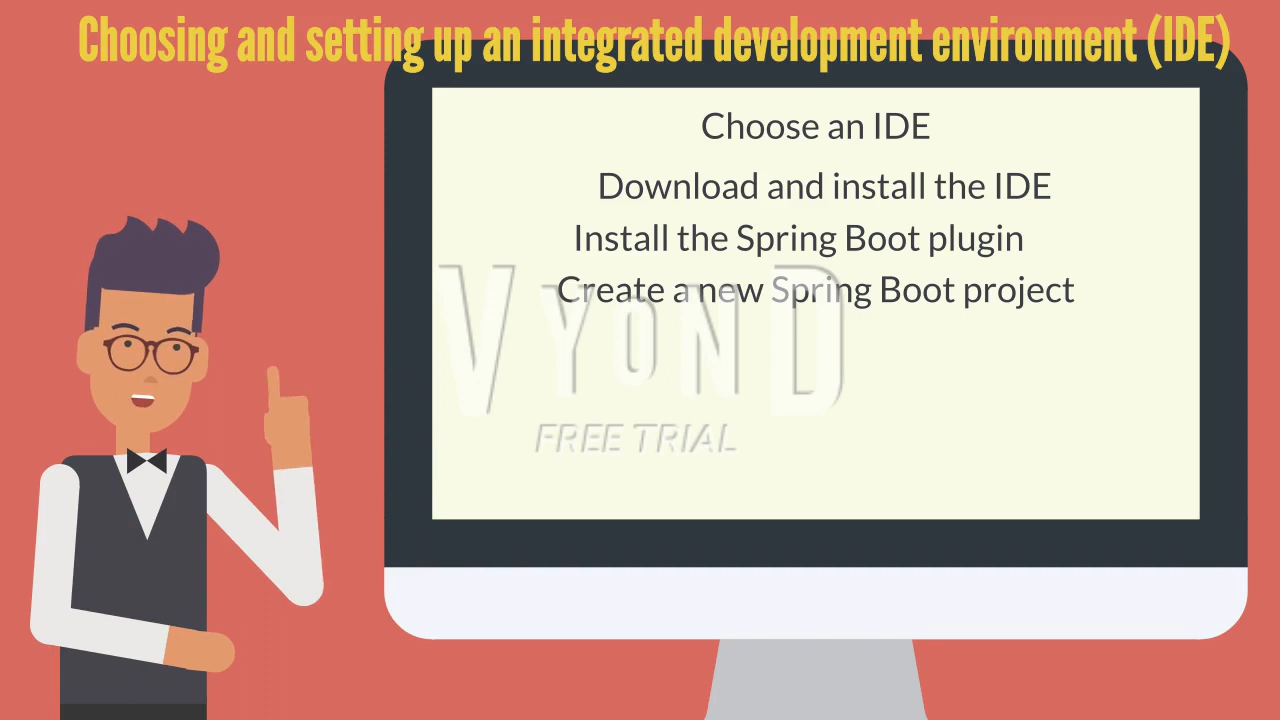 Choosing and setting up an integrated development environment (IDE)
Choose an IDE
Download and install the IDE
Install the Spring Boot plugin
Create a new Spring Boot project
VYOND
FREE TRIAL